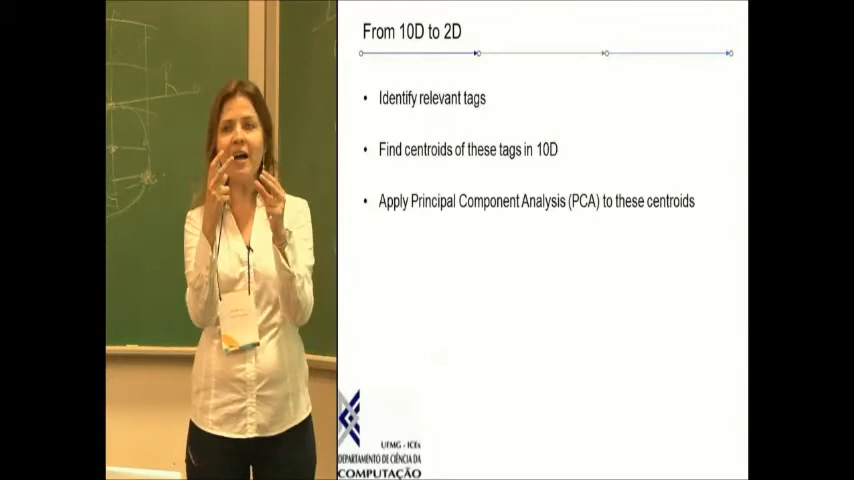 From 10D to 2D
• Identify relevant tags
• Find centroids of these tags in 10D
• Apply Principal Component Analysis (PCA) to these centroids
UFMG - ICEx
DEPARTAMENTO DE CIÊNCIA DA
COMPUTAÇÃO